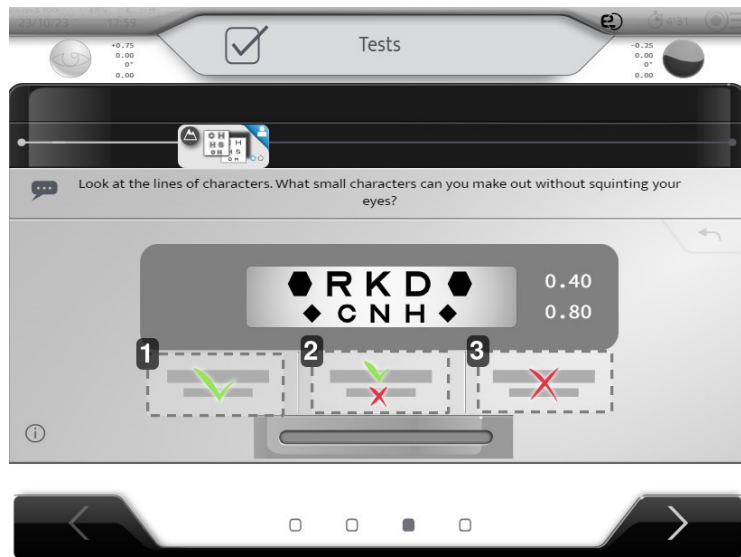 23/10/23 17:59
Tests
+0.75
0.00
0°
0.00
-0.25
0.00
0°
0.00
Look at the lines of characters. What small characters can you make out without squinting your
eyes?
RKD 0.40
CNH 0.80
1 2 3